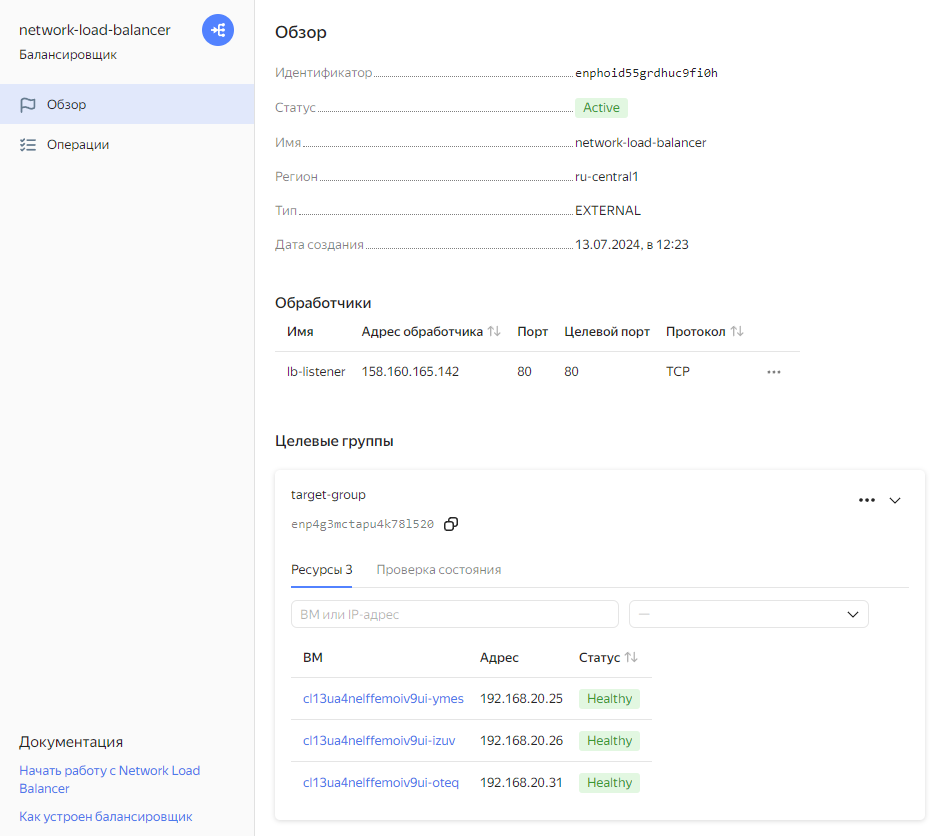 network-load-balancer
Балансировщик
Обзор
Операции
Документация
Начать работу с Network Load
Balancer
Как устроен балансировщик
Обзор
Идентификатор enphoid55grdhuc9fi0h
Статус Active
Имя network-load-balancer
Регион ru-central1
Тип EXTERNAL
Дата создания 13.07.2024, в 12:23
Обработчики
Имя Адрес обработчика Порт Целевой порт Протокол
lb-listener 158.160.165.142 80 80 TCP
Целевые группы
target-group
enp4g3mctapu4k78l520
Ресурсы 3 Проверка состояния
ВМ или IP-адрес —
ВМ Адрес Статус
cl13ua4nelffemoiv9ui-ymes 192.168.20.25 Healthy
cl13ua4nelffemoiv9ui-izuv 192.168.20.26 Healthy
cl13ua4nelffemoiv9ui-oteq 192.168.20.31 Healthy